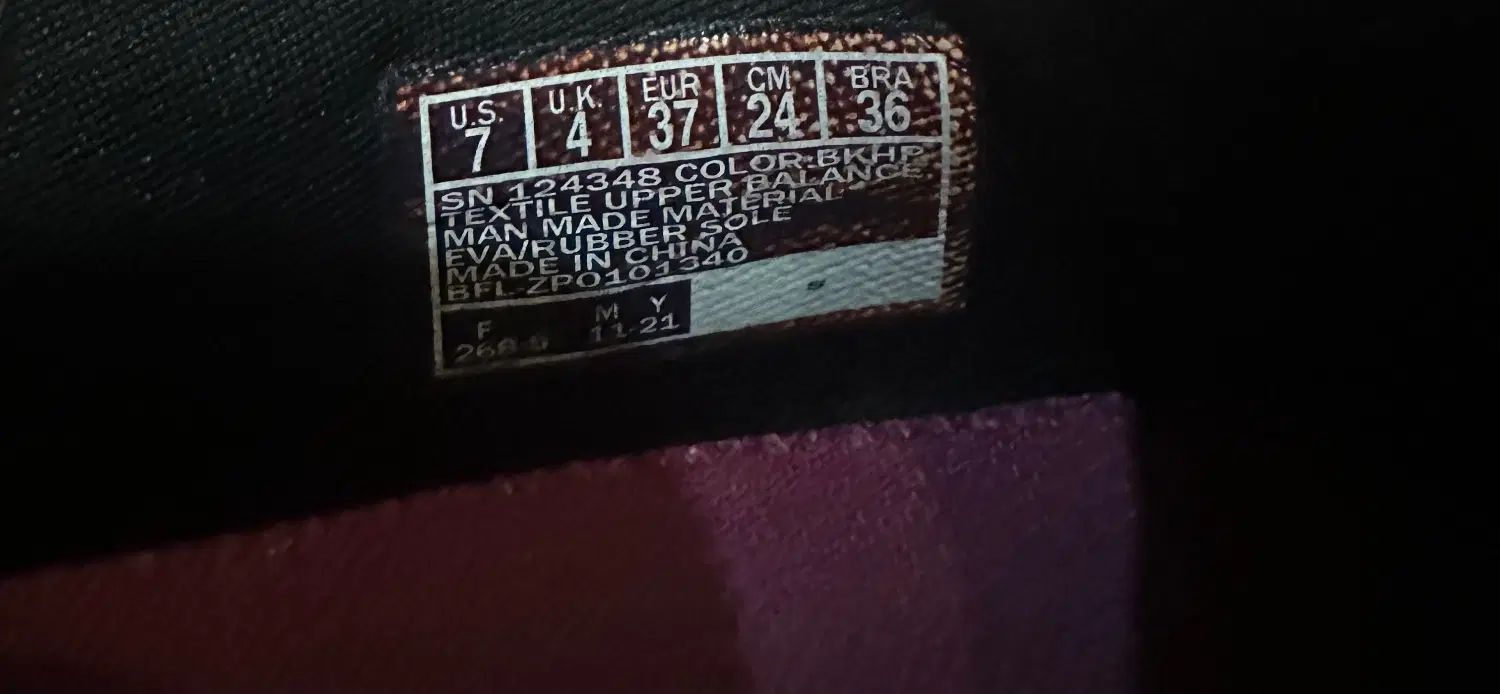 U.S. U.K. EUR CM BRA
7 4 37 24 36
SN 124348 COLOR:BKHP
TEXTILE UPPER BALANCE
MAN MADE MATERIAL
EVA/RUBBER SOLE
MADE IN CHINA
BFL-ZPO101340
F M Y
11-21